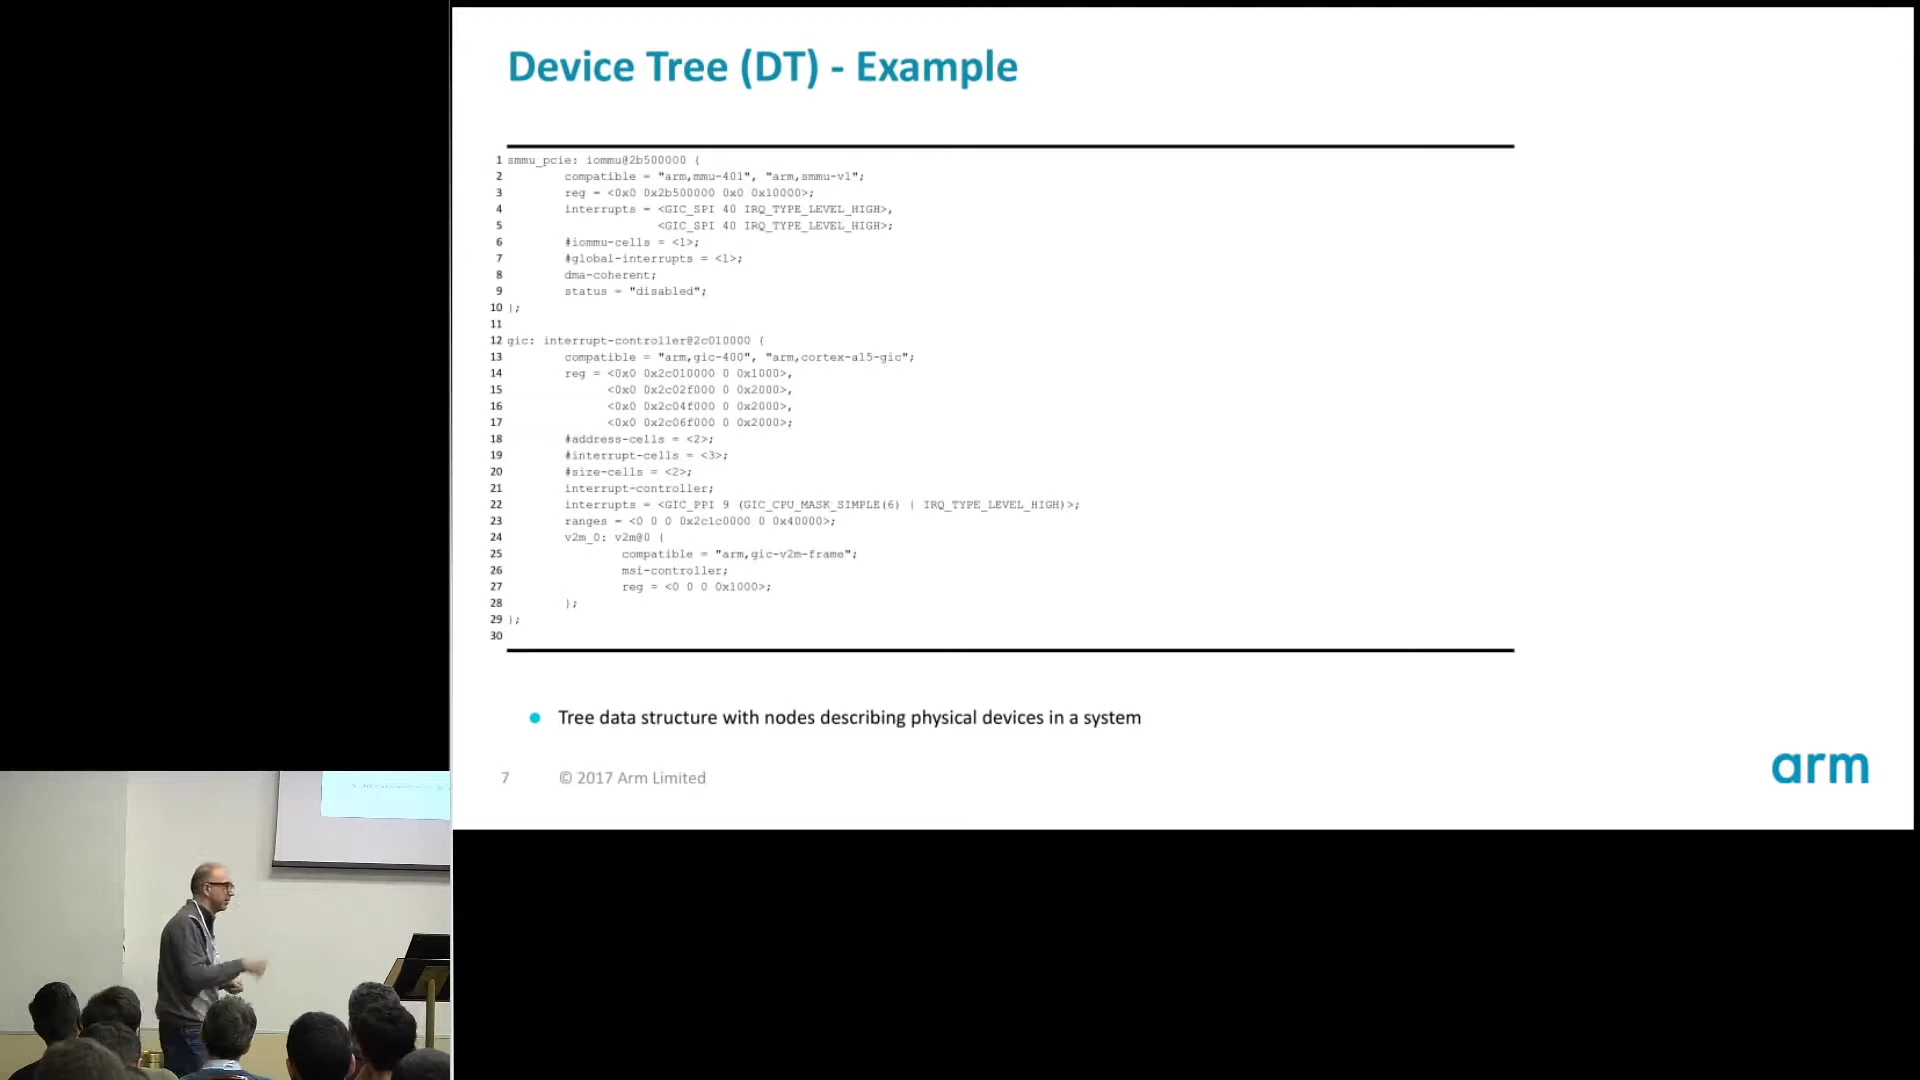 Device Tree (DT) - Example
1 smmu_pcie: iommu@2b500000 {
2 compatible = "arm,mmu-401", "arm,smmu-v1";
3 reg = <0x0 0x2b500000 0x0 0x10000>;
4 interrupts = <GIC_SPI 40 IRQ_TYPE_LEVEL_HIGH>,
5 <GIC_SPI 40 IRQ_TYPE_LEVEL_HIGH>;
6 #iommu-cells = <1>;
7 #global-interrupts = <1>;
8 dma-coherent;
9 status = "disabled";
10 };
11
12 gic: interrupt-controller@2c010000 {
13 compatible = "arm,gic-400", "arm,cortex-a15-gic";
14 reg = <0x0 0x2c010000 0 0x1000>,
15 <0x0 0x2c02f000 0 0x2000>,
16 <0x0 0x2c04f000 0 0x2000>,
17 <0x0 0x2c06f000 0 0x2000>;
18 #address-cells = <2>;
19 #interrupt-cells = <3>;
20 #size-cells = <2>;
21 interrupt-controller;
22 interrupts = <GIC_PPI 9 (GIC_CPU_MASK_SIMPLE(6) | IRQ_TYPE_LEVEL_HIGH)>;
23 ranges = <0 0 0 0x2c1c0000 0 0x40000>;
24 v2m_0: v2m@0 {
25 compatible = "arm,gic-v2m-frame";
26 msi-controller;
27 reg = <0 0 0 0x1000>;
28 };
29 };
30
● Tree data structure with nodes describing physical devices in a system
7 © 2017 Arm Limited
arm